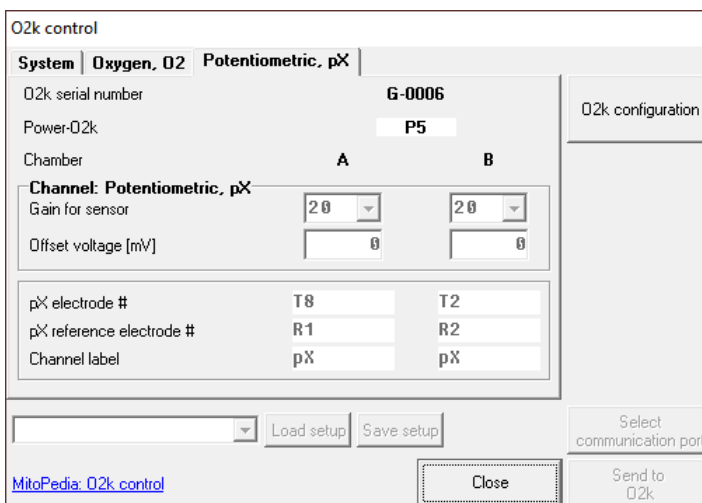 O2k control
System Oxygen, O2 Potentiometric, pX
O2k serial number G-0006
O2k configuration
Power-O2k P5
Chamber A B
Channel: Potentiometric, pX
Gain for sensor 20 20
Offset voltage [mV] 0 0
pX electrode # T8 T2
pX reference electrode # R1 R2
Channel label pX pX
Load setup Save setup
Select
communication port
MitoPedia: O2k control
Close
Send to
O2k